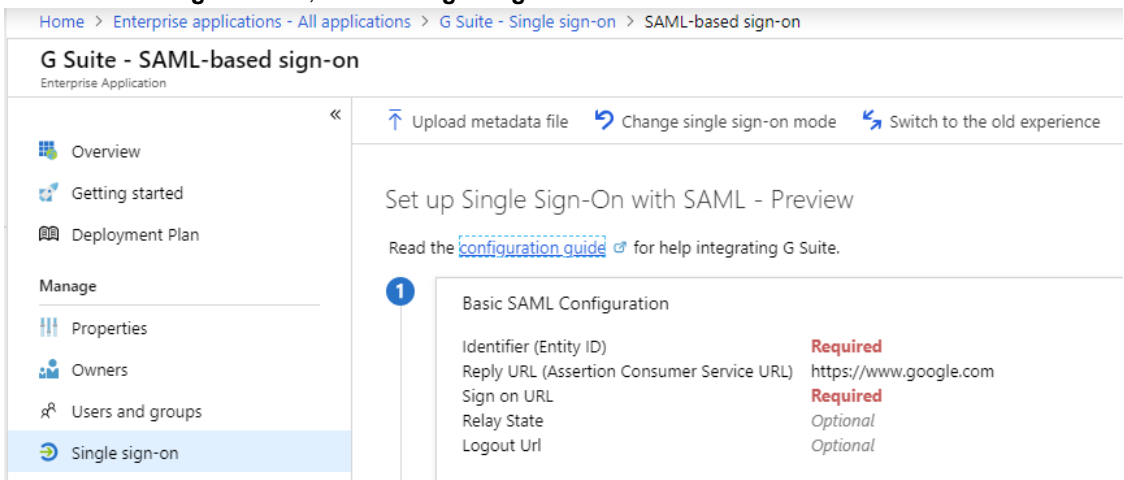 Home > Enterprise applications - All applications > G Suite - Single sign-on > SAML-based sign-on
G Suite - SAML-based sign-on
Enterprise Application
«
Upload metadata file Change single sign-on mode Switch to the old experience
Overview
Getting started
Deployment Plan
Manage
Properties
Owners
Users and groups
Single sign-on
Set up Single Sign-On with SAML - Preview
Read the configuration guide for help integrating G Suite.
1
Basic SAML Configuration
Identifier (Entity ID) Required
Reply URL (Assertion Consumer Service URL) https://www.google.com
Sign on URL Required
Relay State Optional
Logout Url Optional